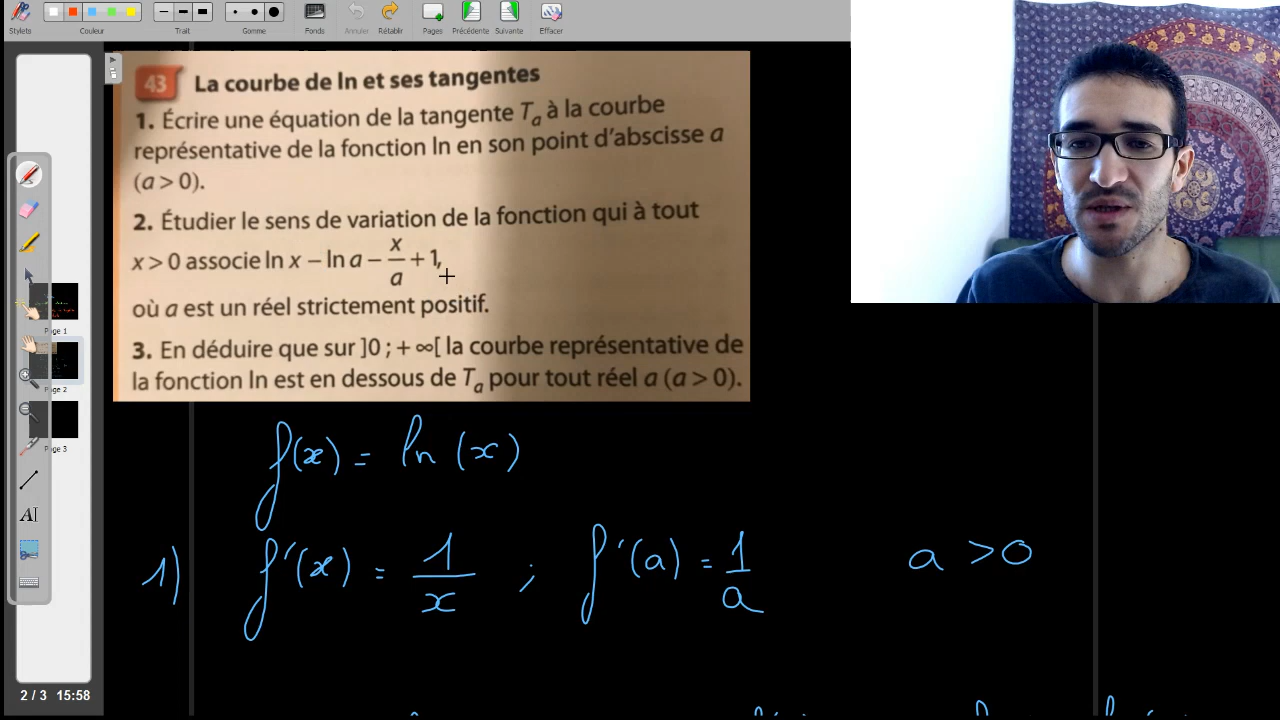 Stylets
Couleur
Trait
Gomme
Fonds
Annuler
Rétablir
Pages
Précédente
Suivante
Effacer
43 La courbe de ln et ses tangentes
1. Écrire une équation de la tangente Ta à la courbe
représentative de la fonction ln en son point d'abscisse a
(a > 0).
2. Étudier le sens de variation de la fonction qui à tout
x > 0 associe ln x – ln a – x/a + 1,
où a est un réel strictement positif.
3. En déduire que sur ]0 ; + ∞[ la courbe représentative de
la fonction ln est en dessous de Ta pour tout réel a (a > 0).
Page 1
Page 2
Page 3
AI
f(x) = ln (x)
1) f'(x) = 1/x ; f'(a) = 1/a a > 0
2 / 3 15:58